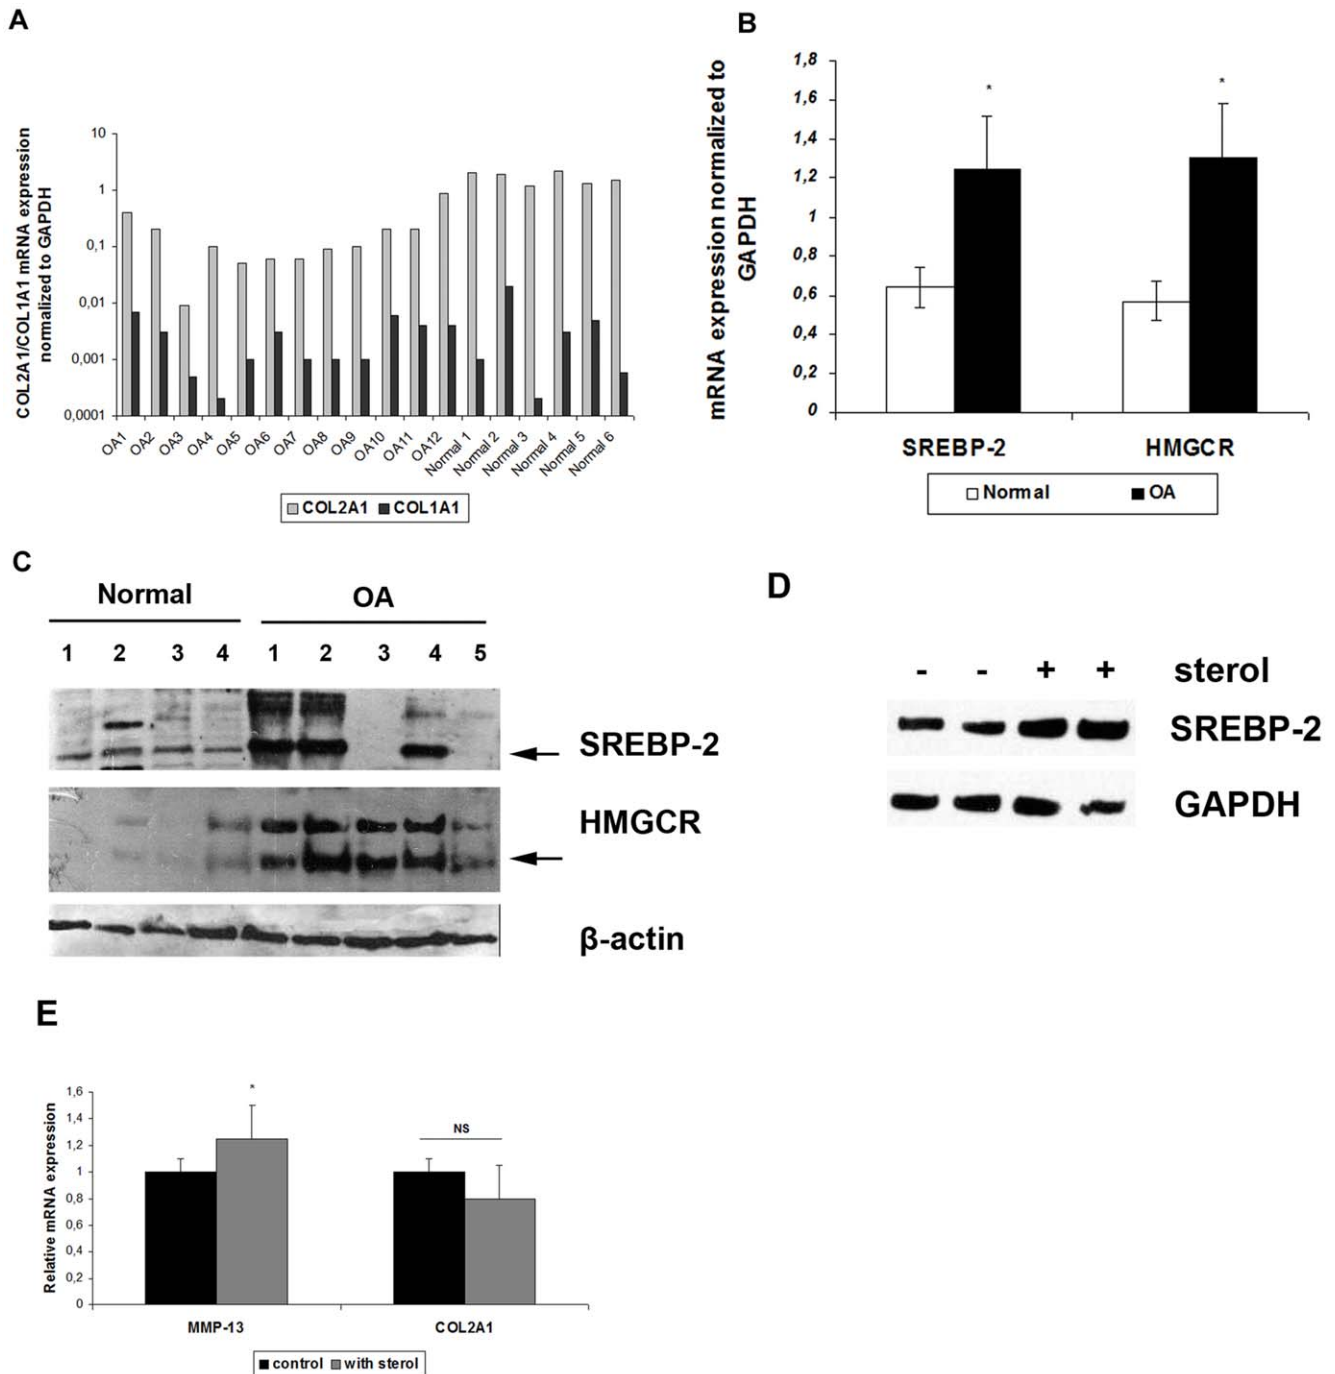 A
COL2A1/COL1A1 mRNA expression
normalized to GAPDH
10
1
0,1
0,01
0,001
0,0001
OA1 OA2 OA3 OA4 OA5 OA6 OA7 OA8 OA9 OA10 OA11 OA12 Normal 1 Normal 2 Normal 3 Normal 4 Normal 5 Normal 6
COL2A1 COL1A1
B
mRNA expression normalized to
GAPDH
1,8
1,6
1,4
1,2
1
0,8
0,6
0,4
0,2
0
* *
SREBP-2 HMGCR
Normal OA
C
Normal OA
1 2 3 4 1 2 3 4 5
SREBP-2
HMGCR
β-actin
D
- - + + sterol
SREBP-2
GAPDH
E
Relative mRNA expression
1,6
1,4
1,2
1
0,8
0,6
0,4
0,2
0
*
NS
MMP-13 COL2A1
control with sterol